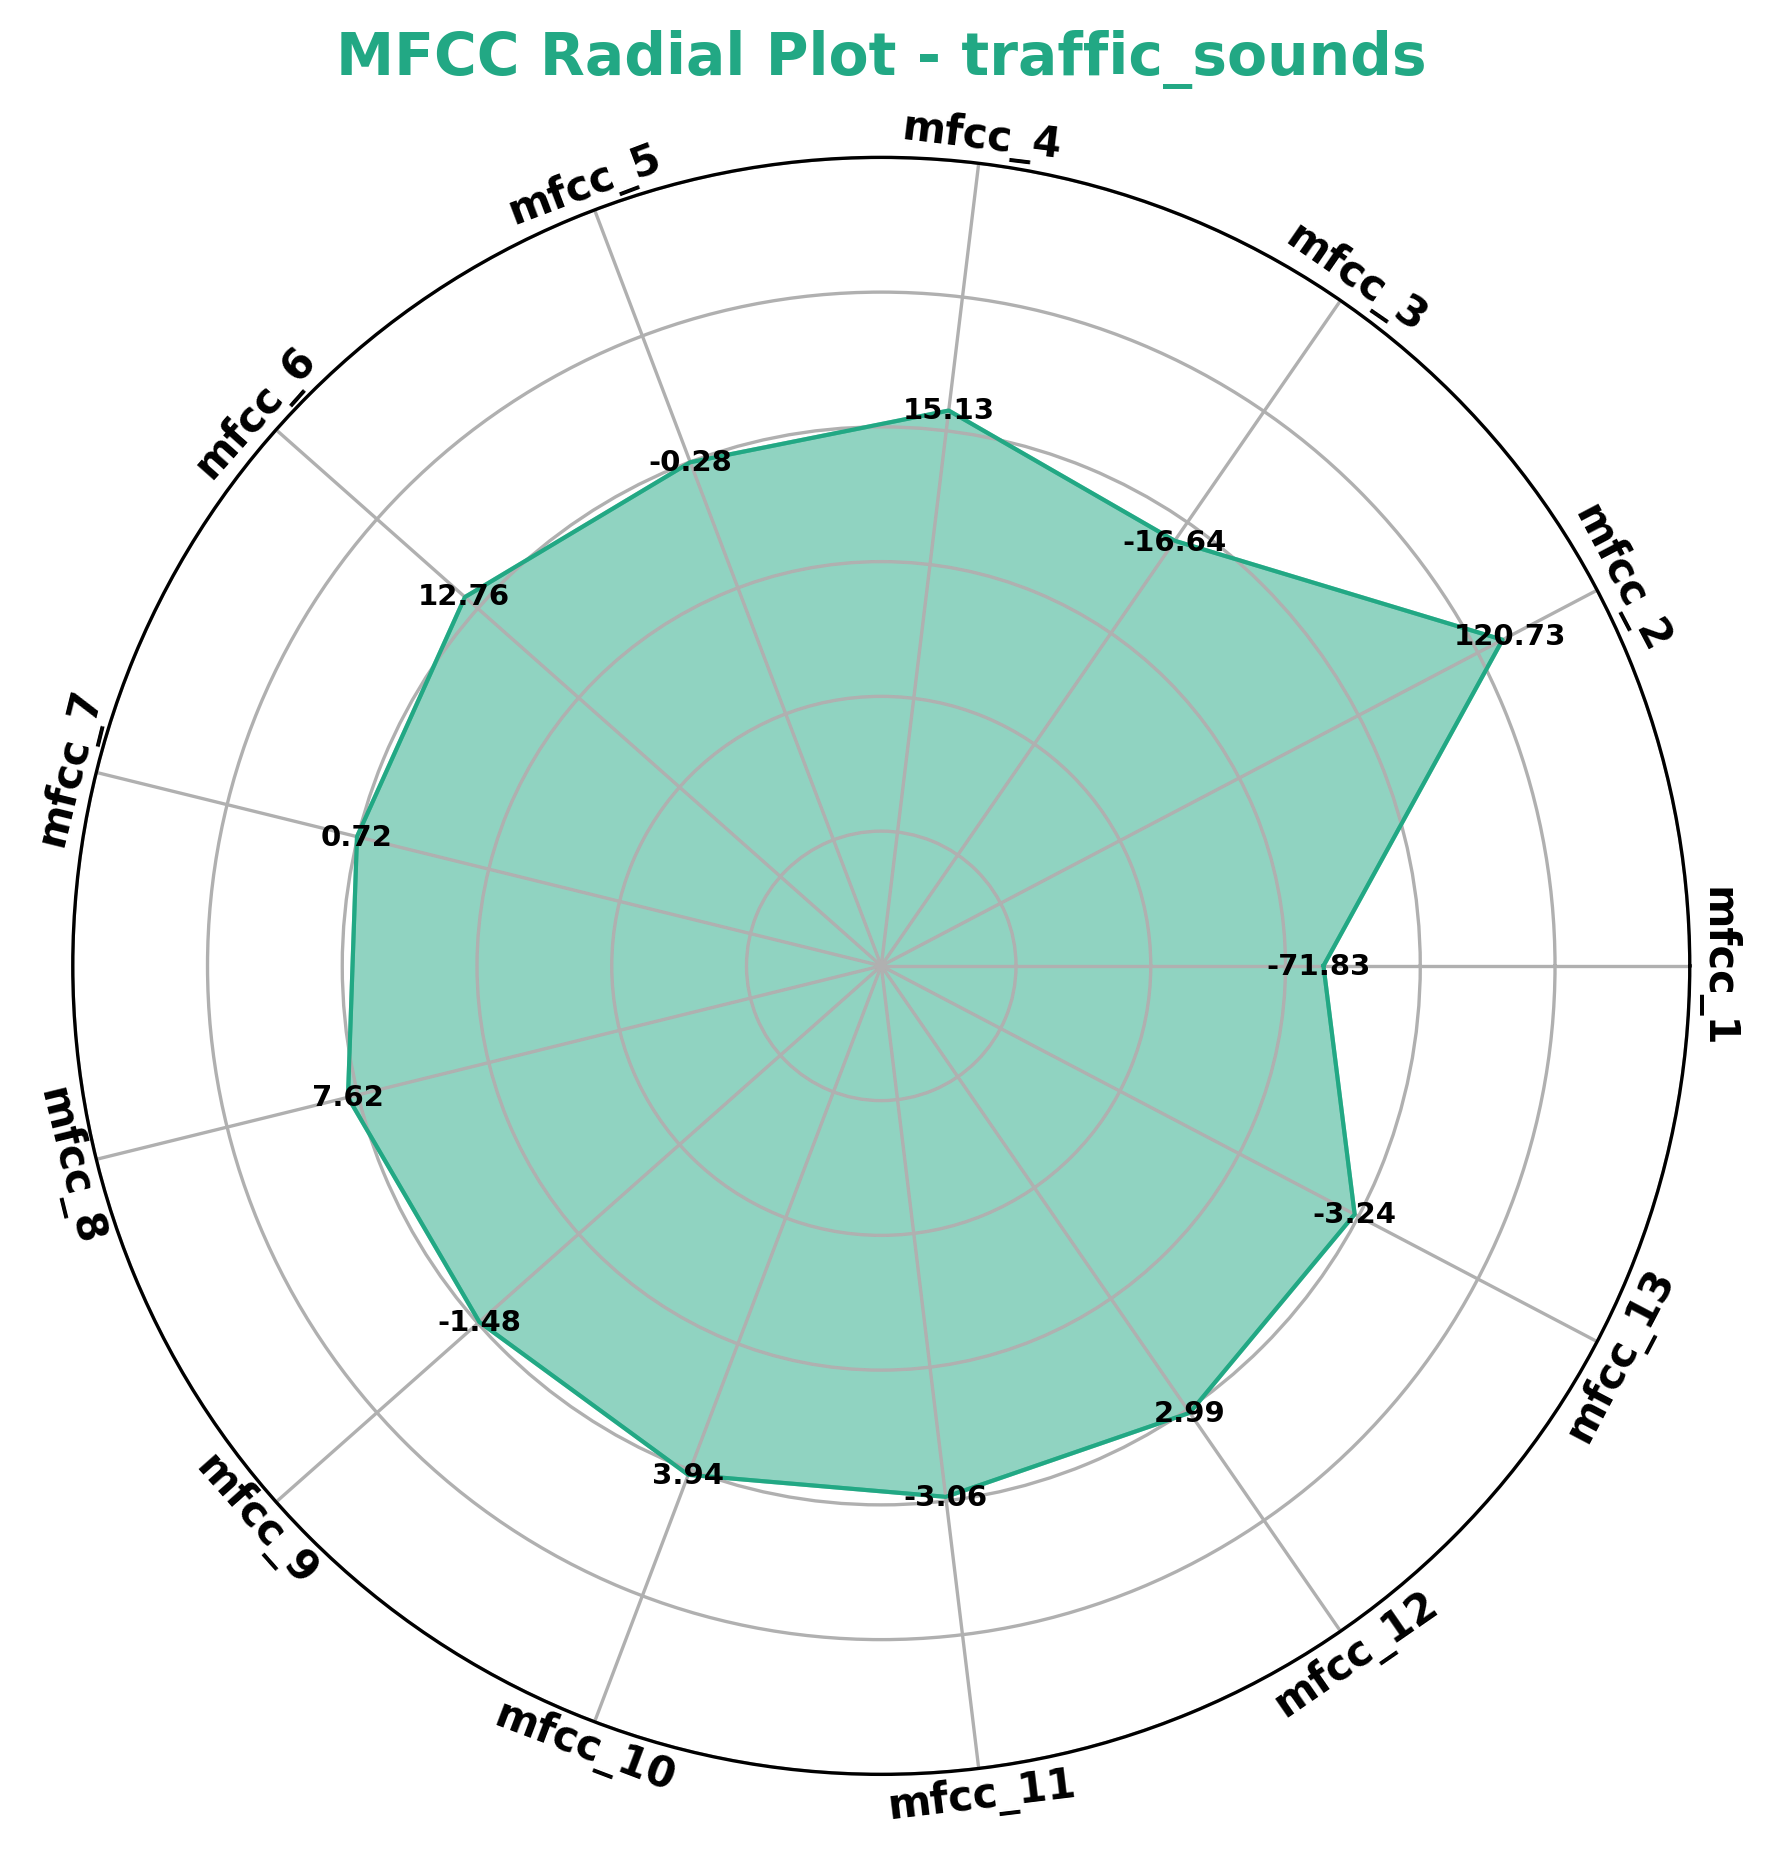 MFCC Radial Plot - traffic_sounds
mfcc_1
mfcc_2
mfcc_3
mfcc_4
mfcc_5
mfcc_6
mfcc_7
mfcc_8
mfcc_9
mfcc_10
mfcc_11
mfcc_12
mfcc_13
-71.83
120.73
-16.64
15.13
-0.28
12.76
0.72
7.62
-1.48
3.94
-3.06
2.99
-3.24